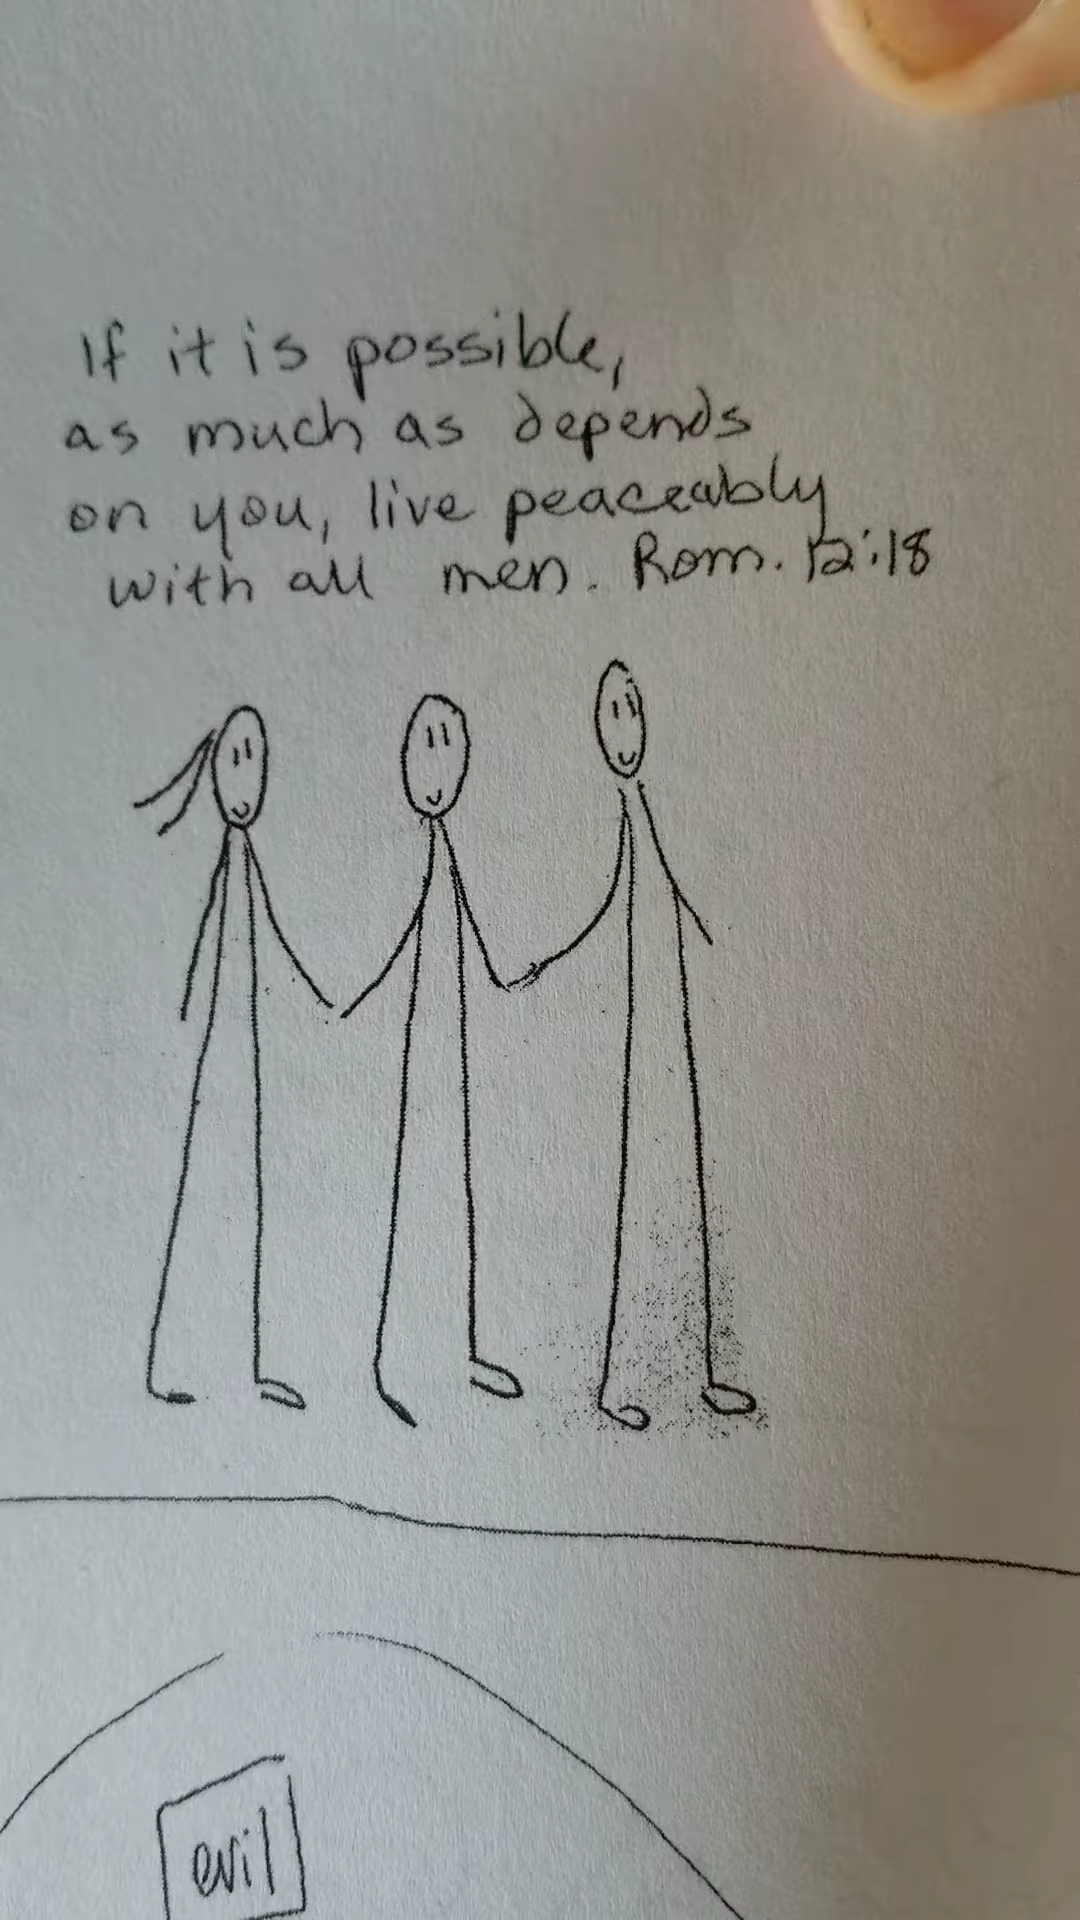 If it is possible,
as much as depends
on you, live peaceably
with all men. Rom. 12:18
evil